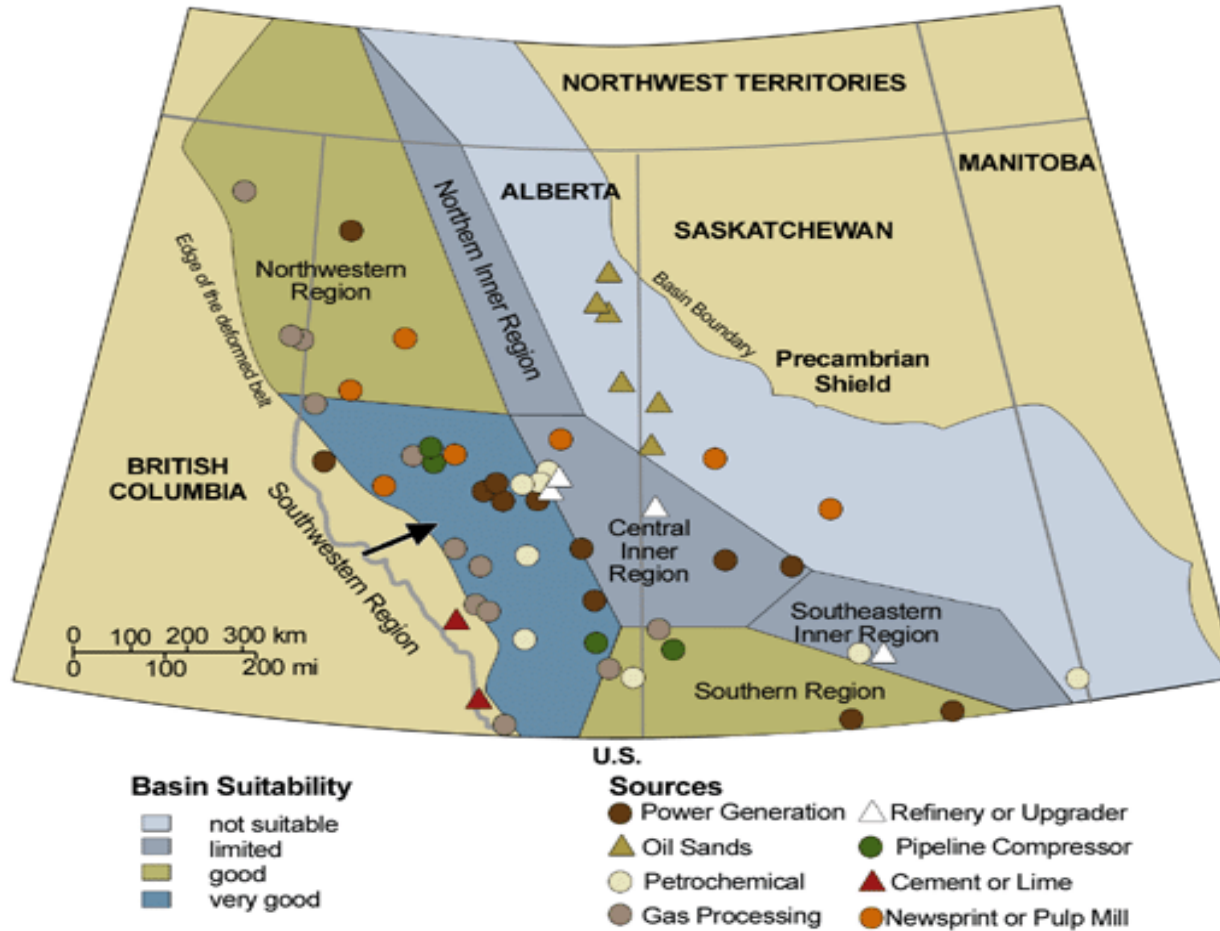 NORTHWEST TERRITORIES
MANITOBA
ALBERTA
SASKATCHEWAN
Northern Inner Region
Edge of the deformed belt
Northwestern
Region
Basin Boundary
Precambrian
Shield
BRITISH
COLUMBIA
Southwestern Region
Central
Inner
Region
Southeastern
Inner Region
0 100 200 300 km
0 100 200 mi
Southern Region
U.S.
Basin Suitability
not suitable
limited
good
very good
Sources
Power Generation
Refinery or Upgrader
Oil Sands
Pipeline Compressor
Petrochemical
Cement or Lime
Gas Processing
Newsprint or Pulp Mill